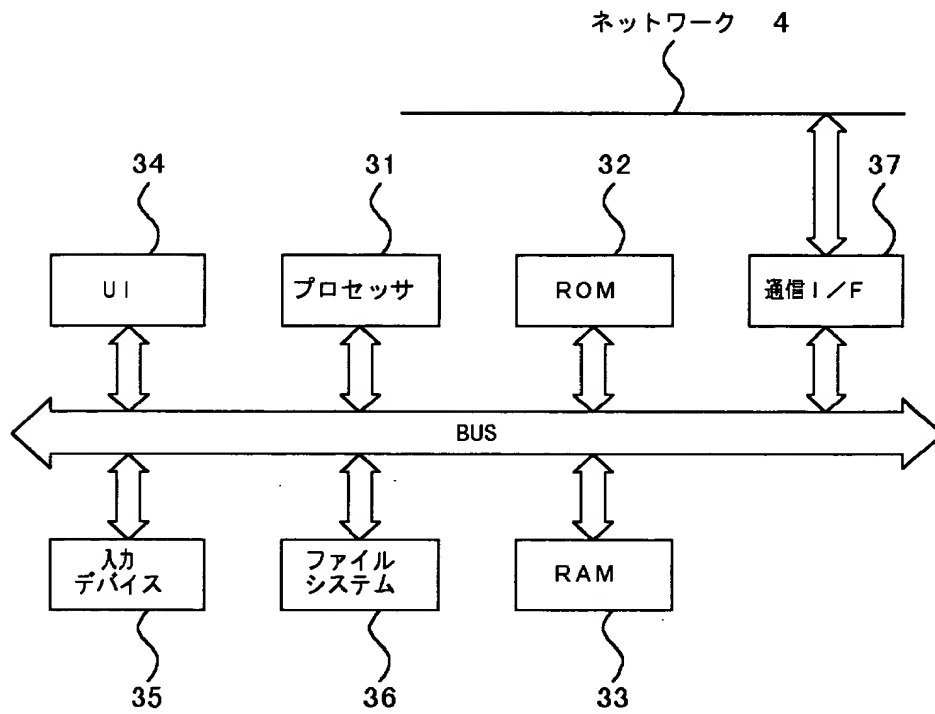 ネットワーク 4
34
31
32
37
UI
プロセッサ
ROM
通信I/F
BUS
入力
デバイス
ファイル
システム
RAM
35
36
33